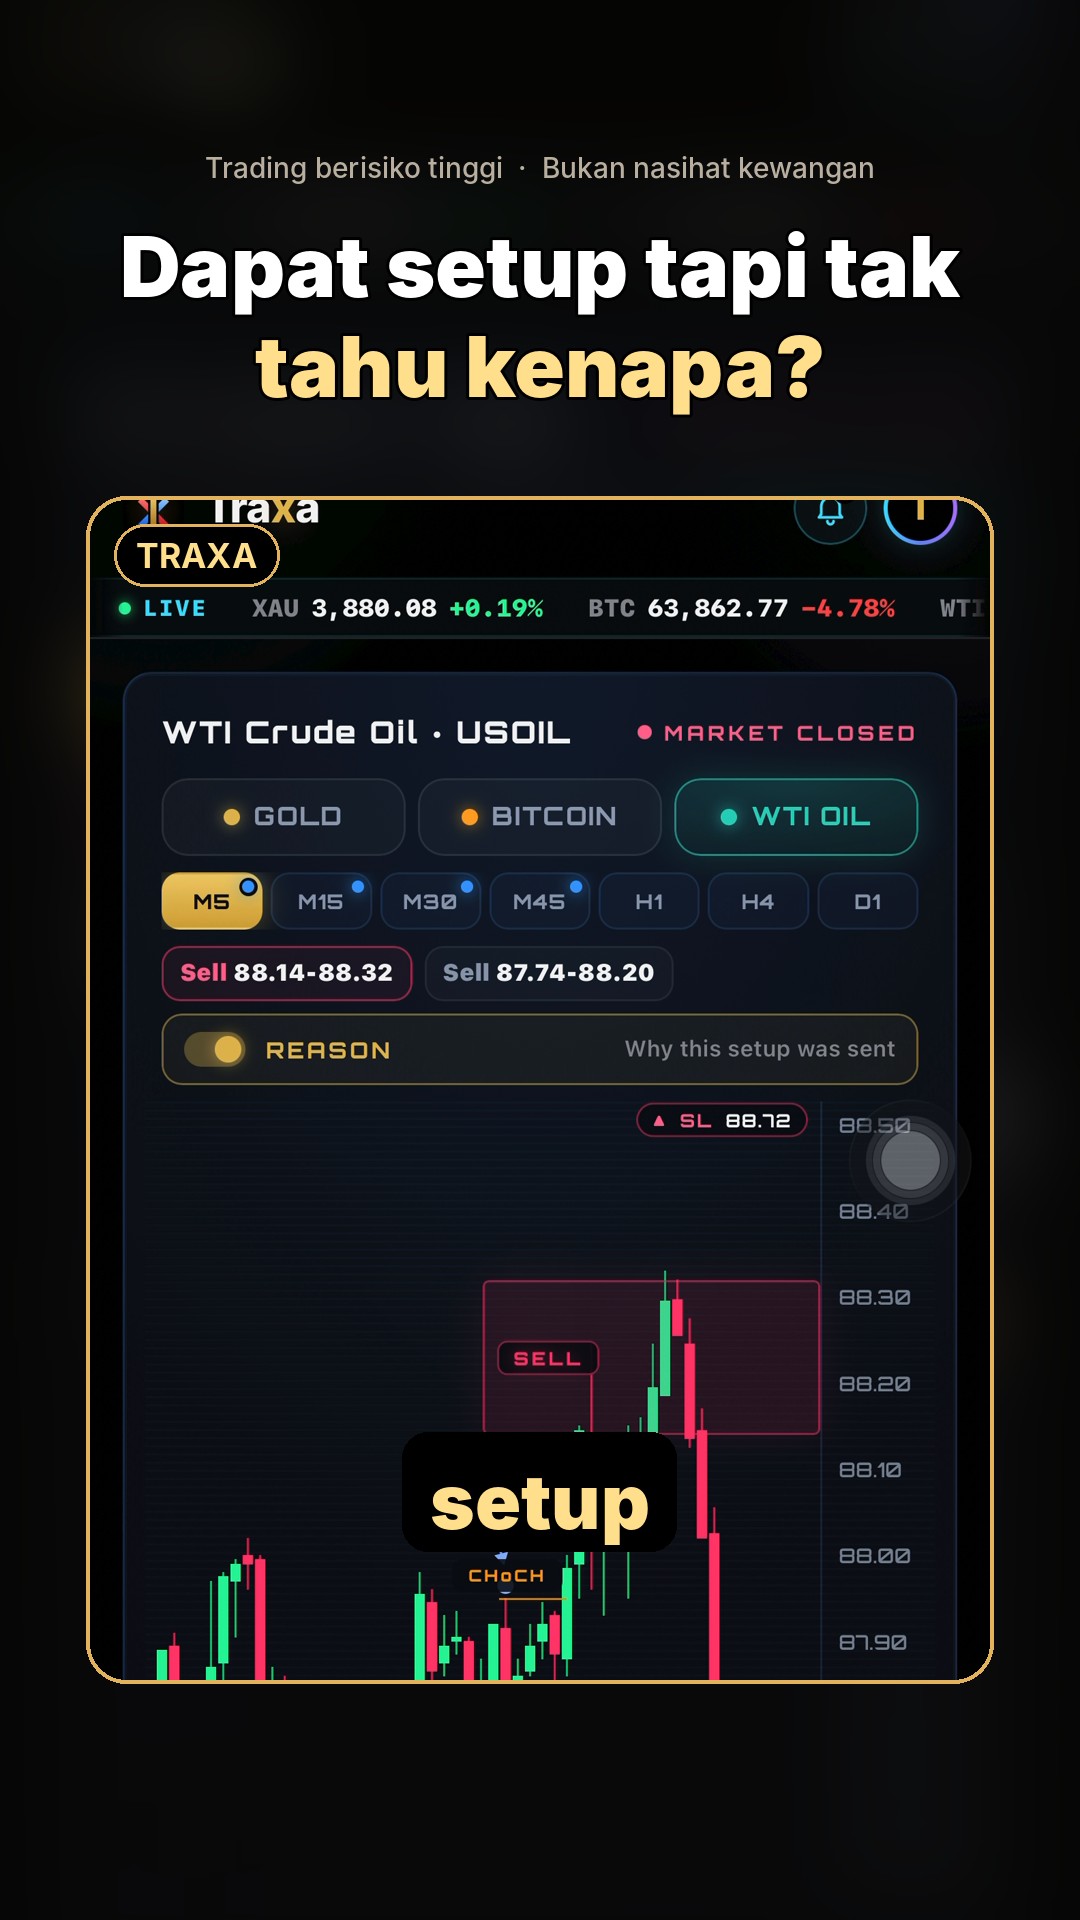 Trading berisiko tinggi · Bukan nasihat kewangan
Dapat setup tapi tak
tahu kenapa?
Traxa
TRAXA
LIVE XAU 3,880.08 +0.19% BTC 63,862.77 -4.78% WTI
WTI Crude Oil · USOIL
MARKET CLOSED
GOLD
BITCOIN
WTI OIL
M5 M15 M30 M45 H1 H4 D1
Sell 88.14-88.32
Sell 87.74-88.20
REASON
Why this setup was sent
▲ SL 88.72
88.50
88.40
88.30
SELL
88.20
88.10
setup
88.00
CHoCH
87.90